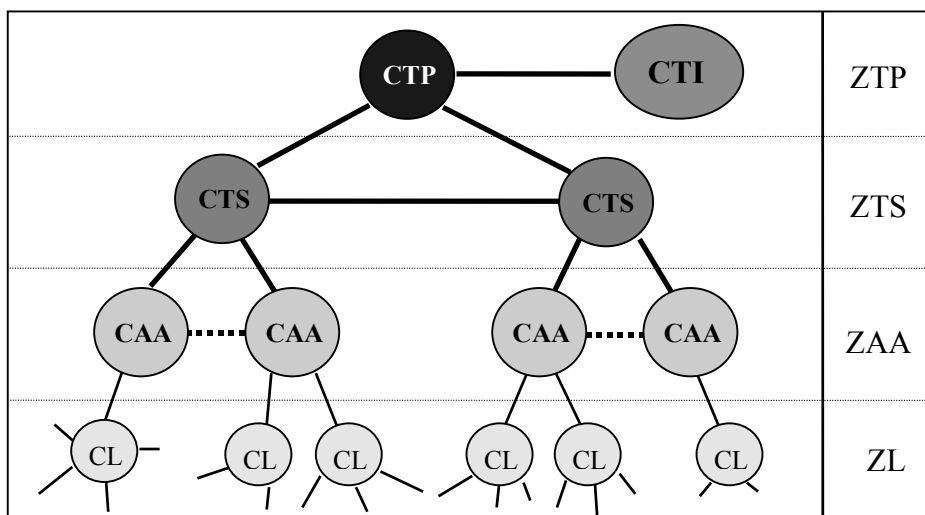 CTP CTI ZTP
CTS CTS ZTS
CAA CAA CAA CAA ZAA
CL CL CL CL CL CL ZL